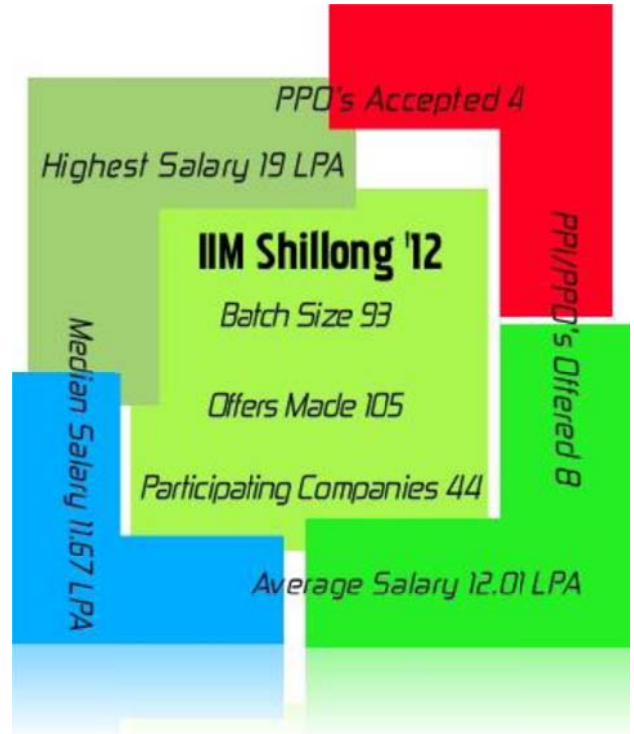 PPO's Accepted 4
Highest Salary 19 LPA
IIM Shillong '12
Batch Size 93
Offers Made 105
Participating Companies 44
Median Salary 11.67 LPA
PPI/PPO's Offered 8
Average Salary 12.01 LPA